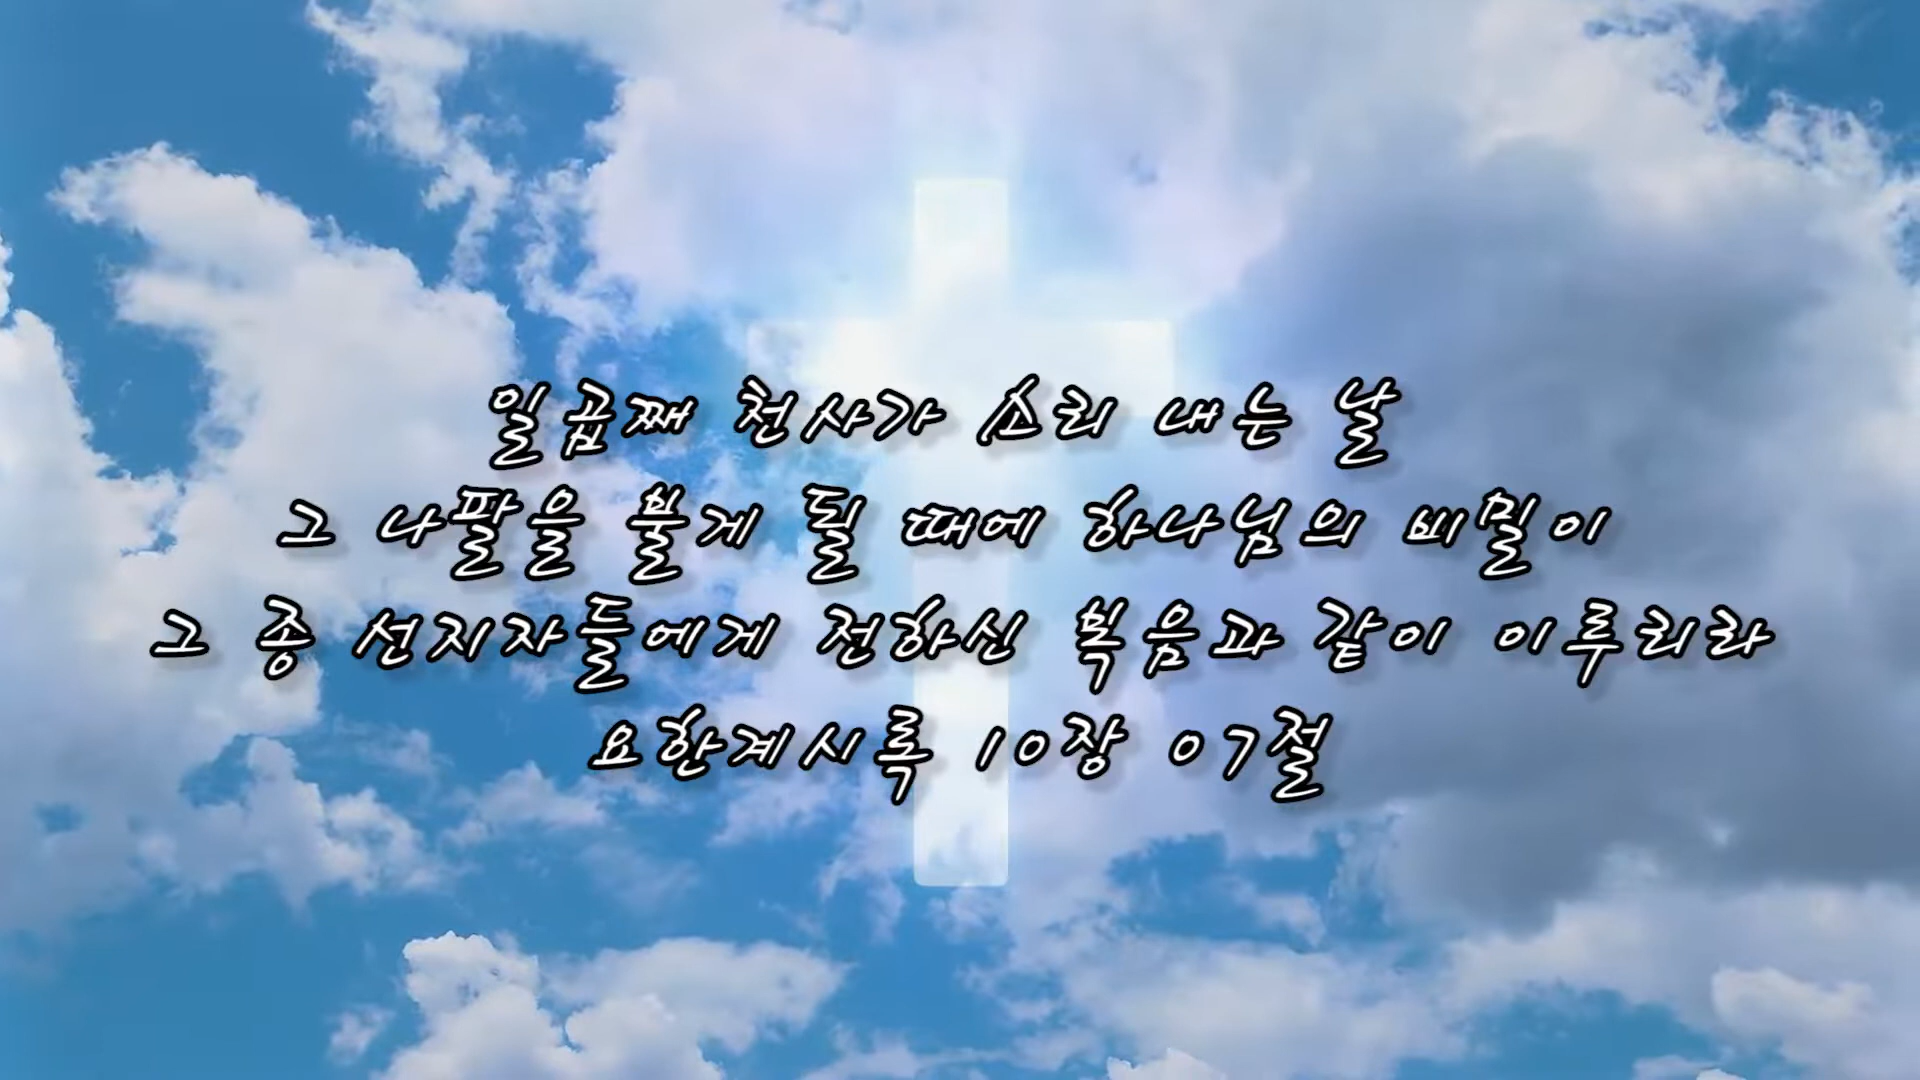 일곱째 천사가 소리 내는 날
그 나팔을 불게 될 때에 하나님의 비밀이
그 종 선지자들에게 전하신 복음과 같이 이루리라
요한계시록 10장 07절